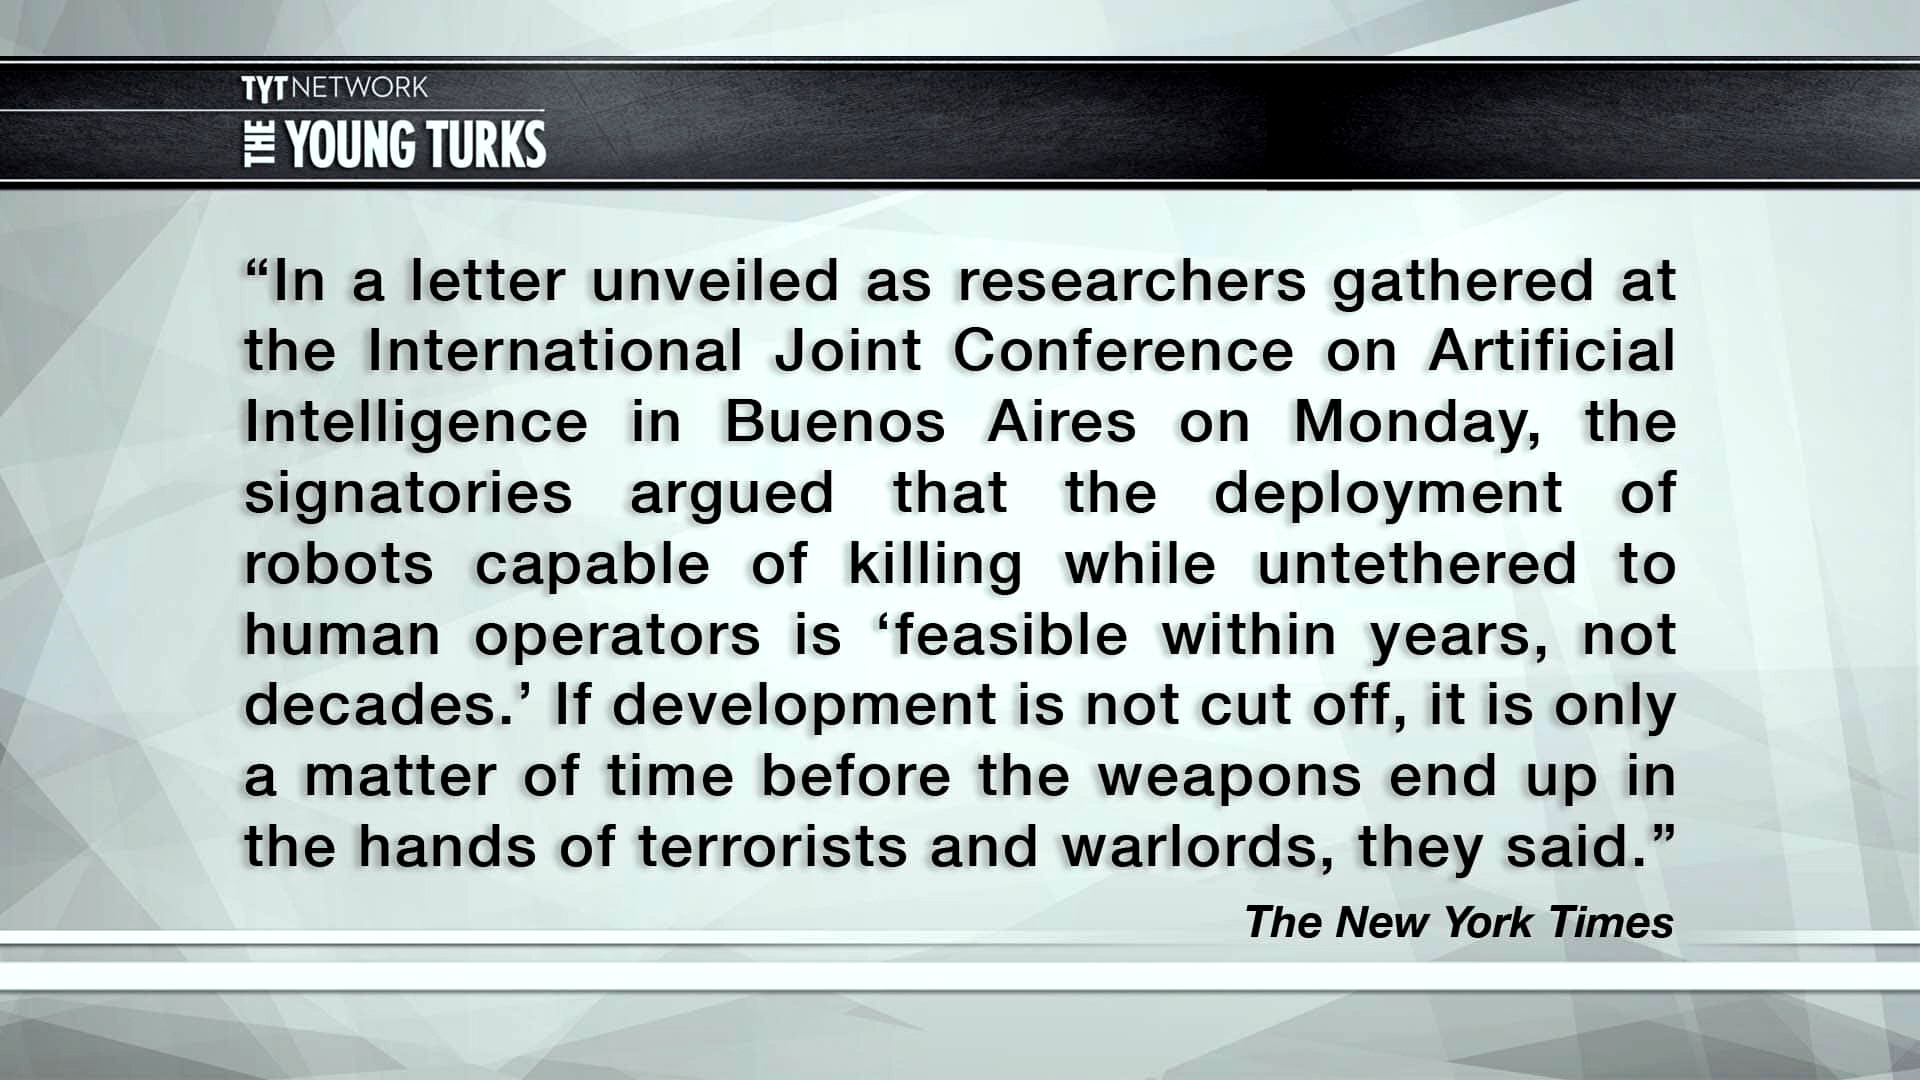 TYT NETWORK
THE YOUNG TURKS
“In a letter unveiled as researchers gathered at
the International Joint Conference on Artificial
Intelligence in Buenos Aires on Monday, the
signatories argued that the deployment of
robots capable of killing while untethered to
human operators is ‘feasible within years, not
decades.’ If development is not cut off, it is only
a matter of time before the weapons end up in
the hands of terrorists and warlords, they said.”
The New York Times